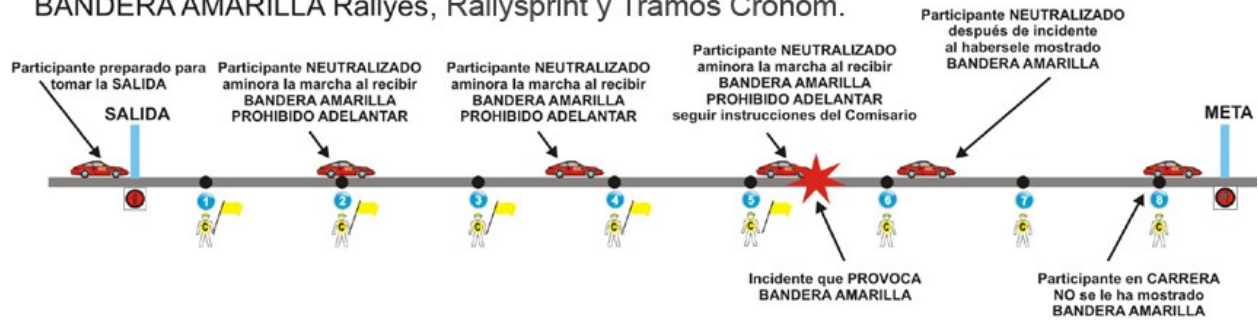 BANDERA AMARILLA Rallyes, Rallysprint y Tramos Cronom.
Participante preparado para
tomar la SALIDA
SALIDA
Participante NEUTRALIZADO
aminora la marcha al recibir
BANDERA AMARILLA
PROHIBIDO ADELANTAR
Participante NEUTRALIZADO
aminora la marcha al recibir
BANDERA AMARILLA
PROHIBIDO ADELANTAR
Participante NEUTRALIZADO
aminora la marcha al recibir
BANDERA AMARILLA
PROHIBIDO ADELANTAR
seguir instrucciones del Comisario
Participante NEUTRALIZADO
después de incidente
al habersele mostrado
BANDERA AMARILLA
META
1
2
3
4
5
6
7
8
C
C
C
C
C
C
C
C
Incidente que PROVOCA
BANDERA AMARILLA
Participante en CARRERA
NO se le ha mostrado
BANDERA AMARILLA